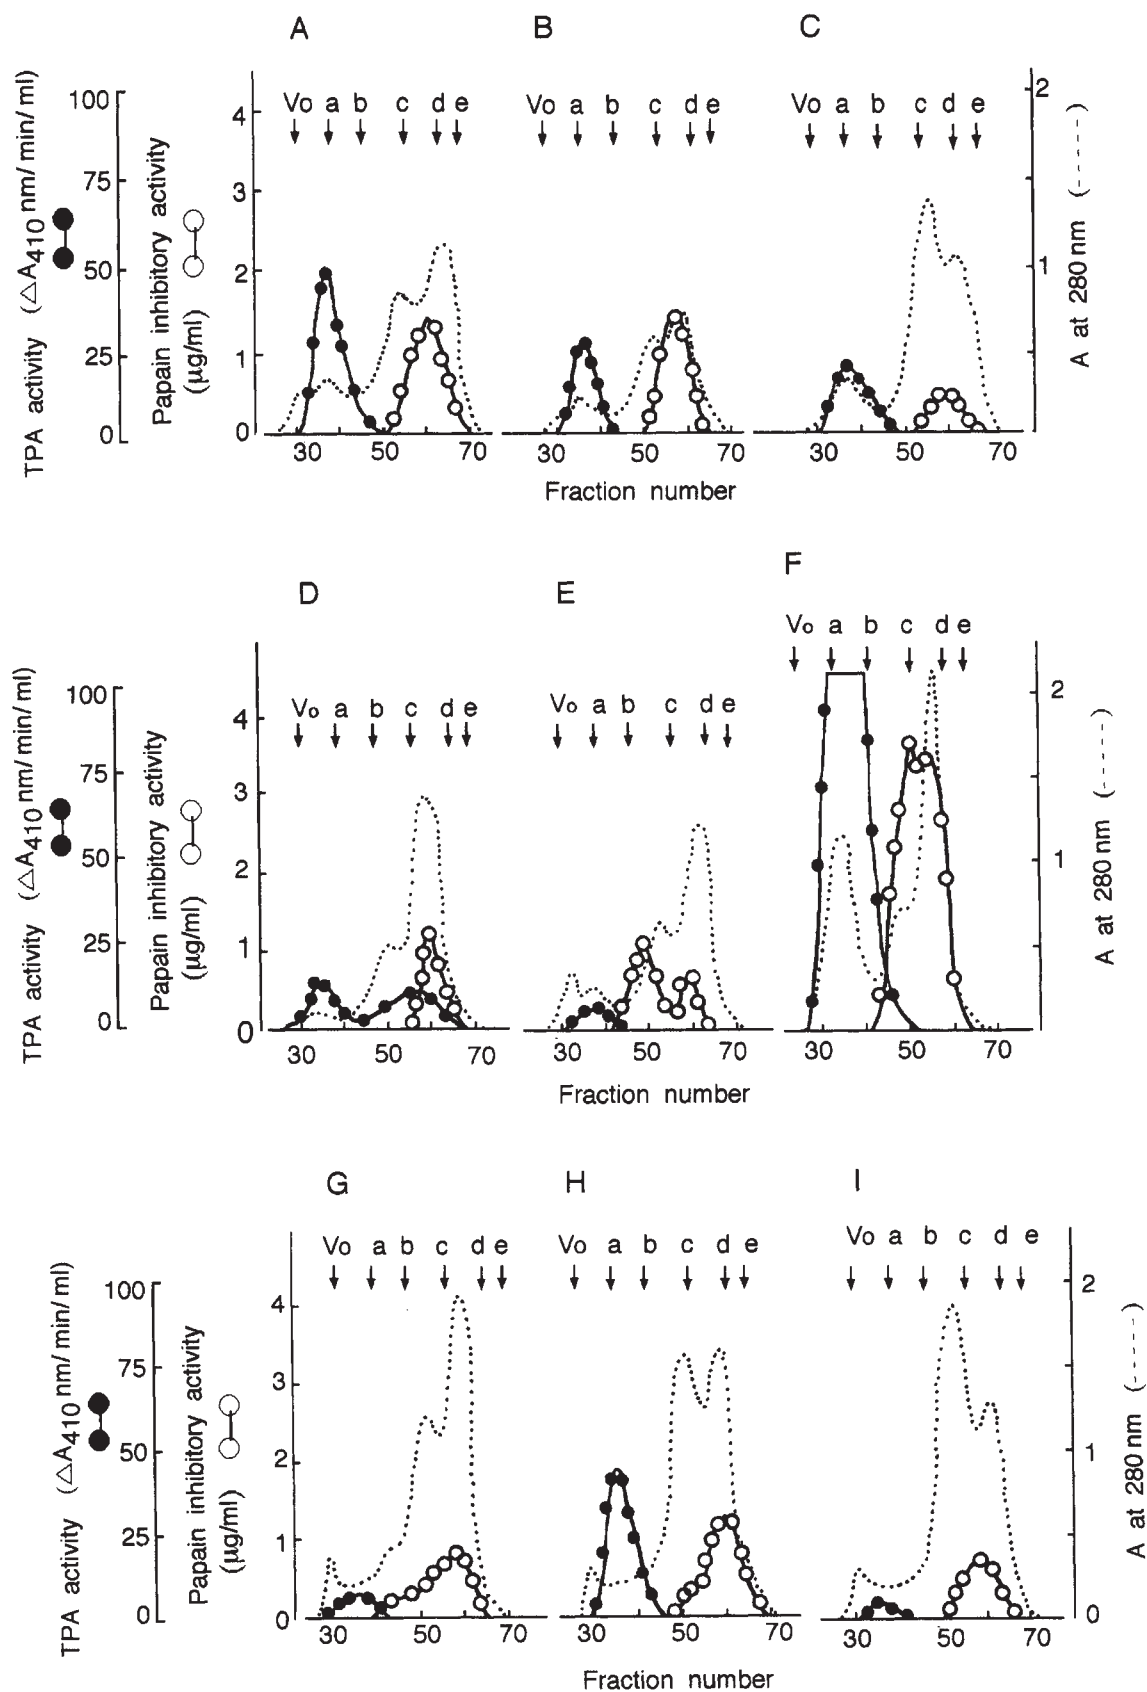 A B C
TPA activity (△A410 nm/min/ml)
100
75
50
25
0
Papain inhibitory activity
(μg/ml)
4
3
2
1
0
Vo a b c d e
Vo a b c d e
Vo a b c d e
2
1
A at 280 nm (-----)
30 50 70
30 50 70
30 50 70
Fraction number
D E F
TPA activity (△A410 nm/min/ml)
100
75
50
25
0
Papain inhibitory activity
(μg/ml)
4
3
2
1
0
Vo a b c d e
Vo a b c d e
Vo a b c d e
2
1
A at 280 nm (-----)
30 50 70
30 50 70
30 50 70
Fraction number
G H I
TPA activity (△A410 nm/min/ml)
100
75
50
25
0
Papain inhibitory activity
(μg/ml)
4
3
2
1
0
Vo a b c d e
Vo a b c d e
Vo a b c d e
2
1
0
A at 280 nm (-----)
30 50 70
30 50 70
30 50 70
Fraction number